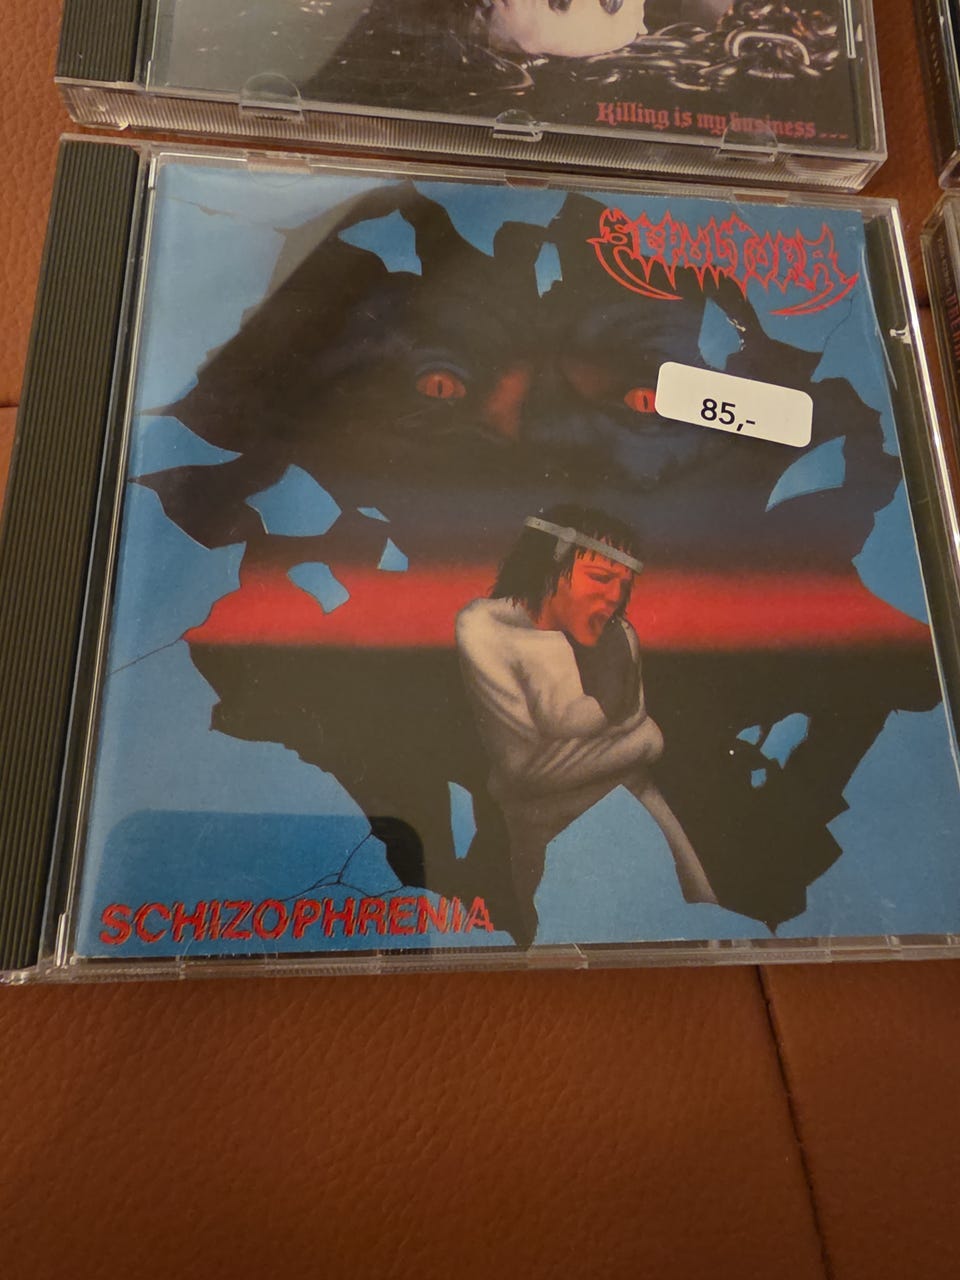 Killing is my business ...
SEPULTURA
85,-
SCHIZOPHRENIA